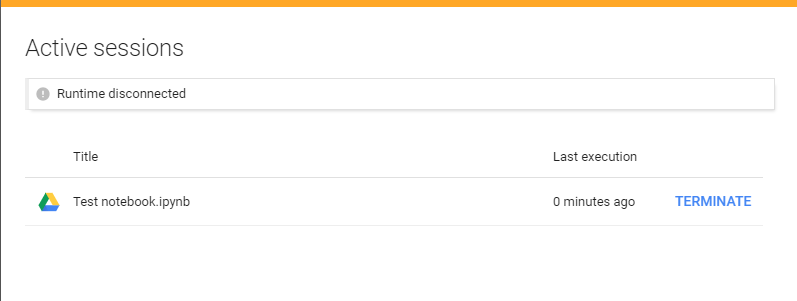 Active sessions
Runtime disconnected
Title Last execution
Test notebook.ipynb 0 minutes ago TERMINATE